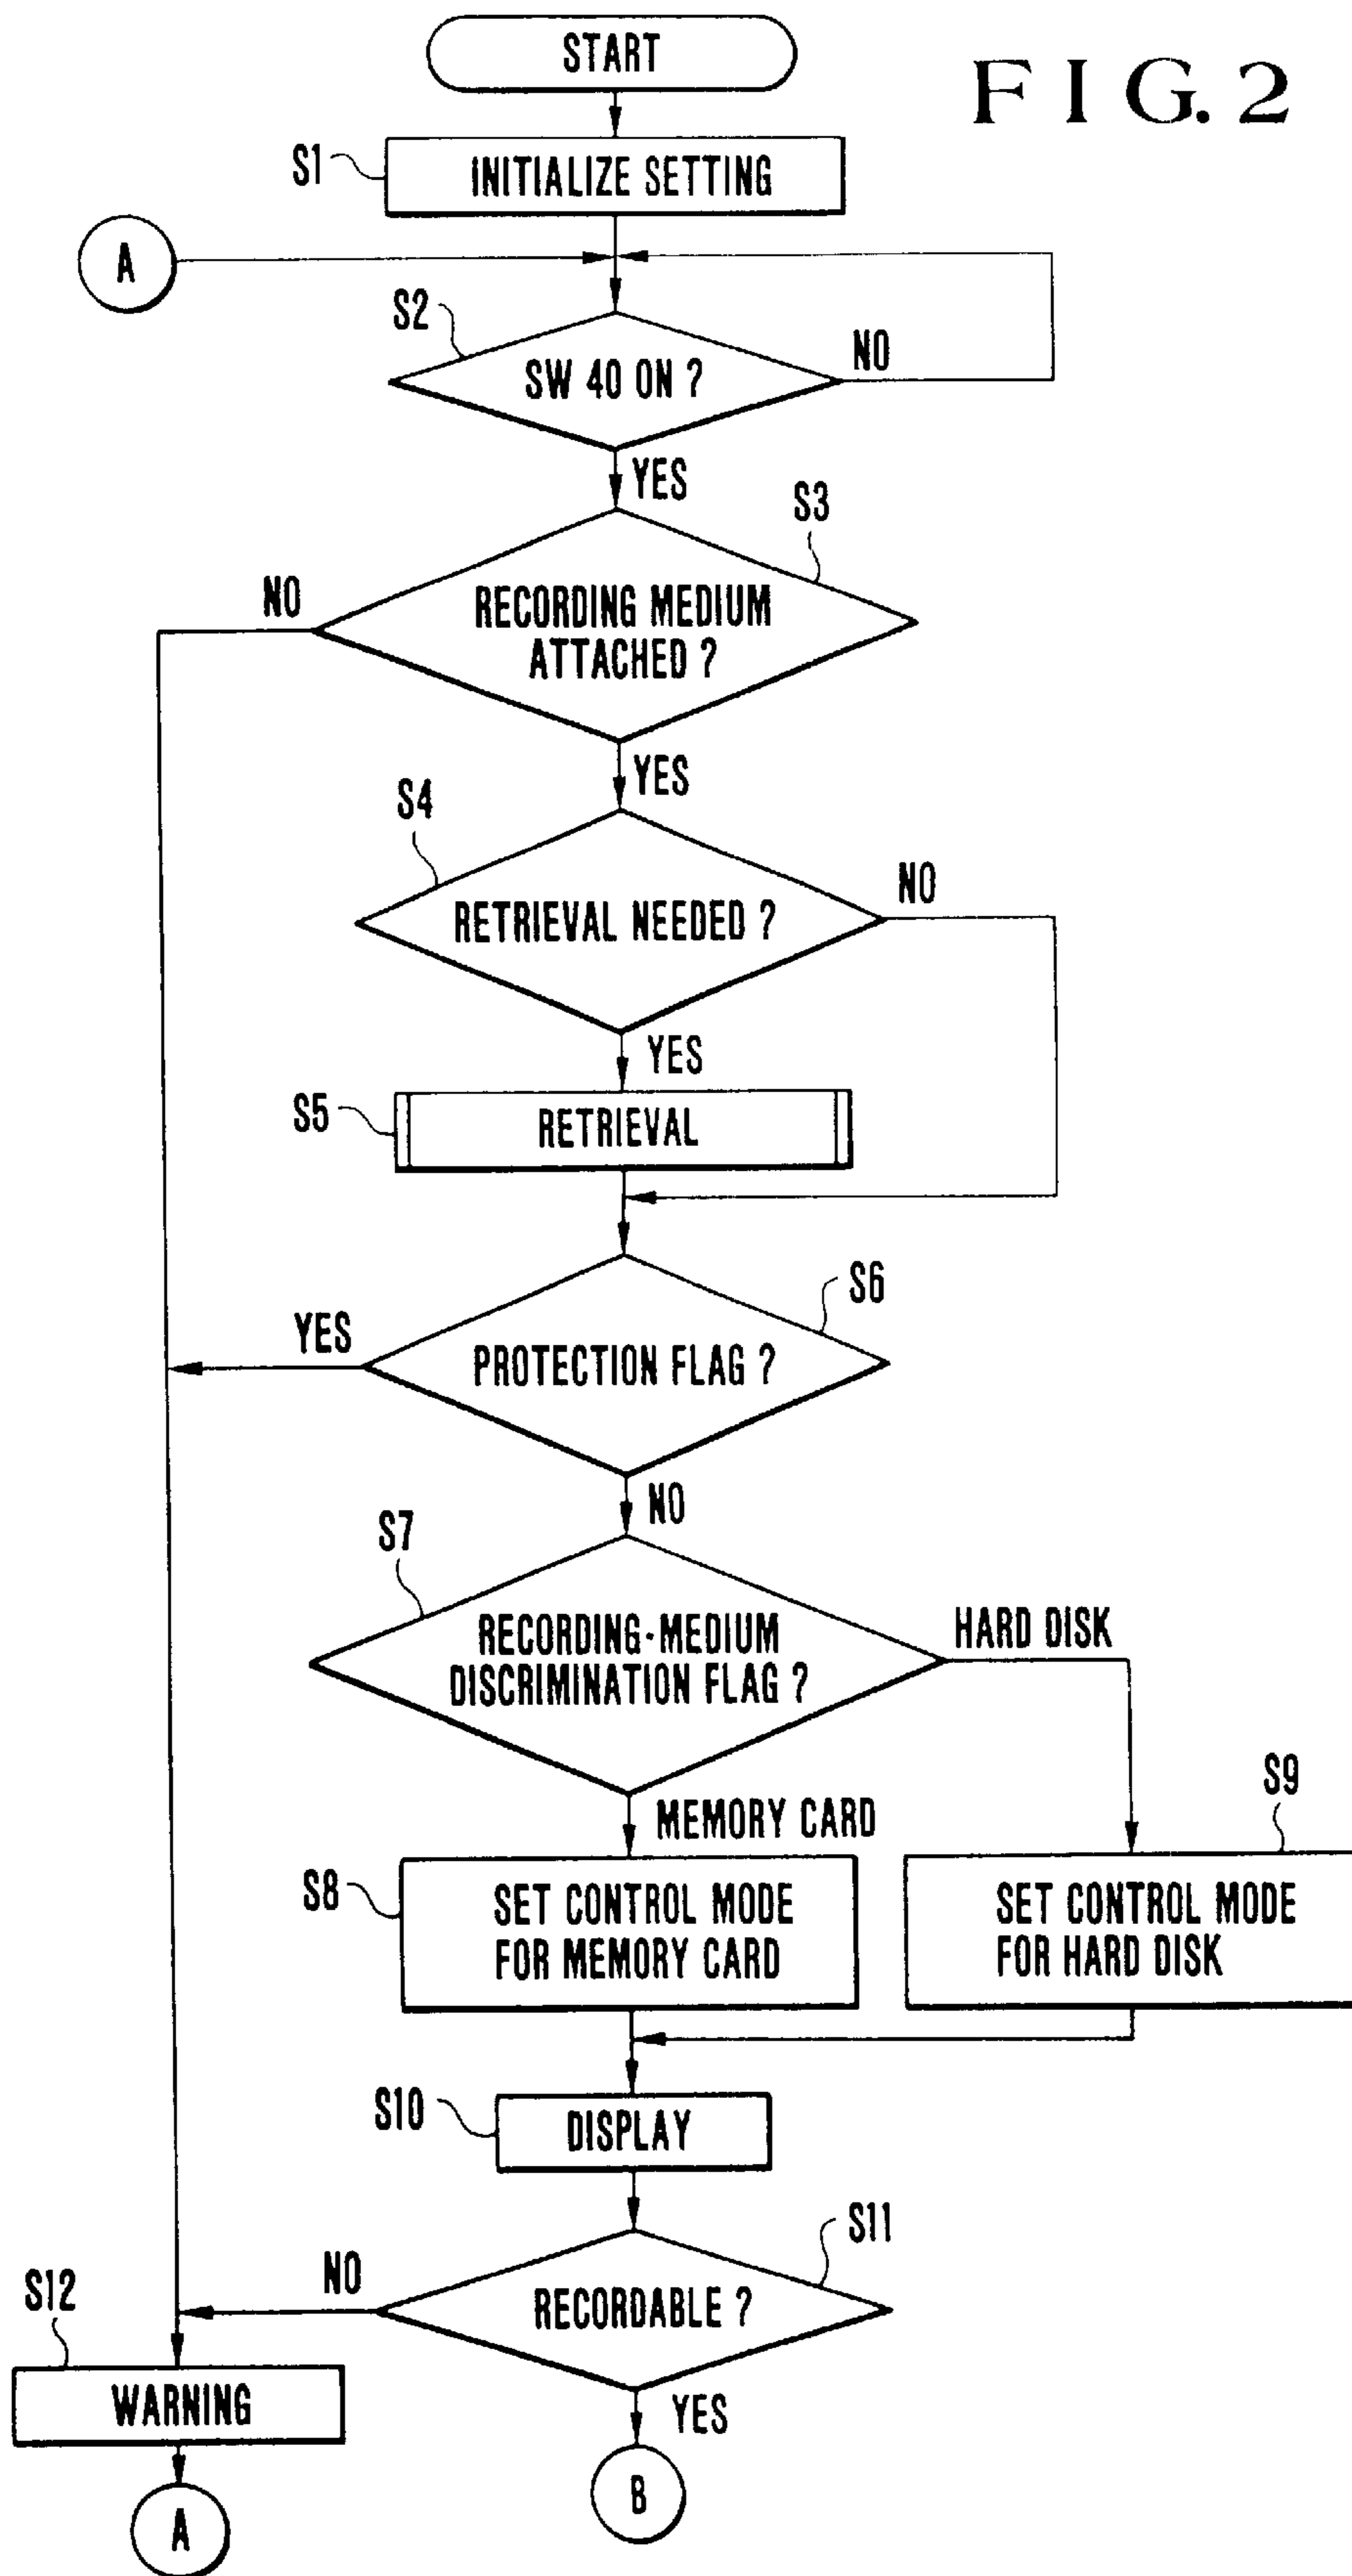 START
FIG. 2
S1
INITIALIZE SETTING
A
S2
SW 40 ON ?
NO
YES
S3
NO
RECORDING MEDIUM
ATTACHED ?
YES
S4
NO
RETRIEVAL NEEDED ?
YES
S5
RETRIEVAL
S6
YES
PROTECTION FLAG ?
NO
S7
RECORDING-MEDIUM
DISCRIMINATION FLAG ?
HARD DISK
MEMORY CARD
S9
S8
SET CONTROL MODE
FOR MEMORY CARD
SET CONTROL MODE
FOR HARD DISK
S10
DISPLAY
S11
NO
RECORDABLE ?
S12
WARNING
YES
B
A